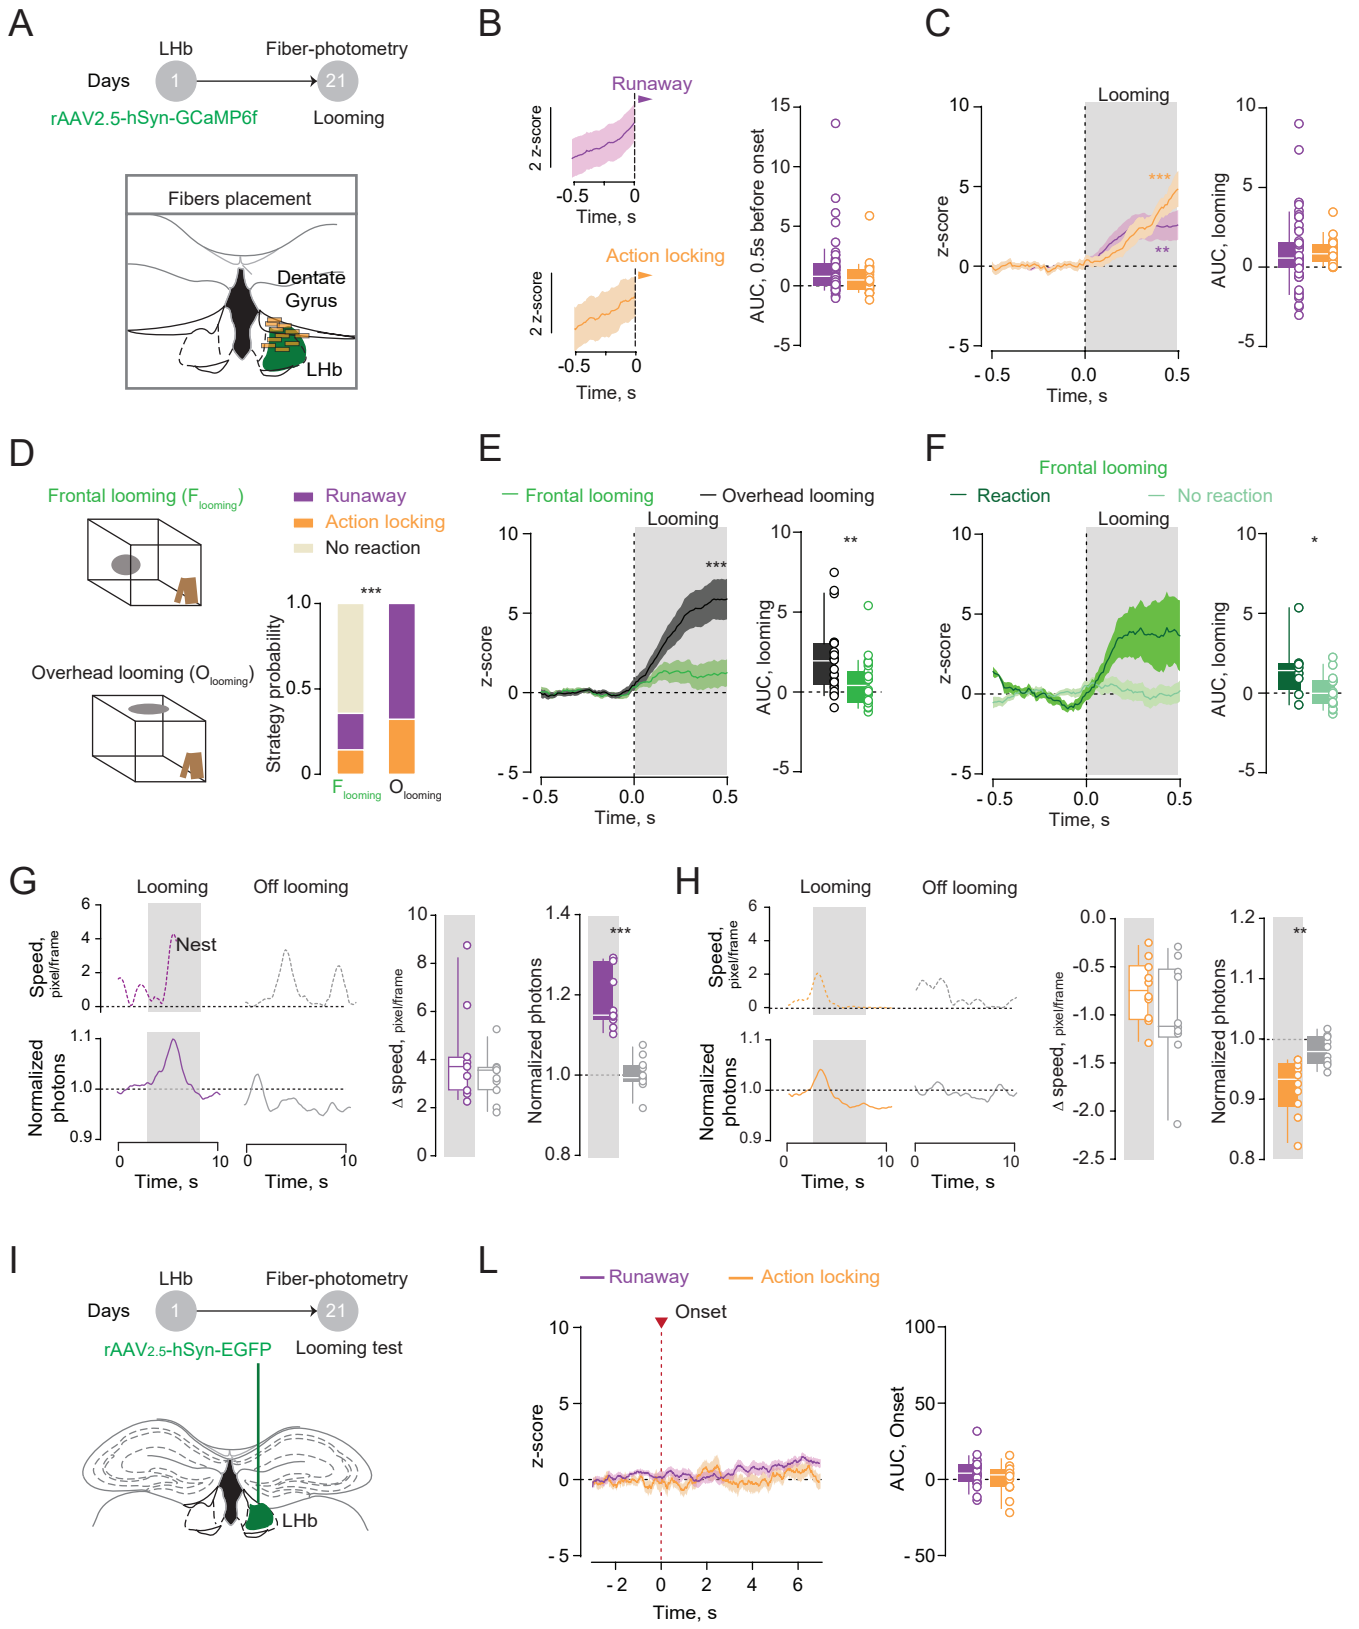 A
LHb
Fiber-photometry
Days
1
21
rAAV2.5-hSyn-GCaMP6f
Looming
Fibers placement
Dentate
Gyrus
LHb
B
Runaway
2 z-score
-0.5
0
Time, s
Action locking
2 z-score
-0.5
0
Time, s
AUC, 0.5s before onset
15
10
5
0
-5
C
Looming
z-score
10
5
0
-5
***
**
-0.5
0.0
0.5
Time, s
AUC, looming
10
5
0
-5
D
Frontal looming (Flooming)
Overhead looming (Olooming)
Runaway
Action locking
No reaction
***
Strategy probability
1.0
0.5
0
Flooming
Olooming
E
Frontal looming
Overhead looming
Looming
z-score
10
5
0
-5
***
-0.5
0.0
0.5
Time, s
AUC, looming
10
5
0
-5
**
F
Frontal looming
Reaction
No reaction
Looming
z-score
10
5
0
-5
-0.5
0.0
0.5
Time, s
AUC, looming
10
5
0
-5
*
G
Looming
Off looming
Speed,
pixel/frame
6
4
2
0
Nest
Normalized
photons
1.1
1.0
0.9
0
10
0
10
Time, s
Time, s
Δ speed, pixel/frame
10
8
6
4
2
0
Normalized photons
1.4
1.2
1.0
0.8
***
H
Looming
Off looming
Speed,
pixel/frame
6
4
2
0
Normalized
photons
1.1
1.0
0.9
0
10
0
10
Time, s
Time, s
Δ speed, pixel/frame
0.0
-0.5
-1.0
-1.5
-2.0
-2.5
Normalized photons
1.2
1.1
1.0
0.9
0.8
**
I
LHb
Fiber-photometry
Days
1
21
rAAV2.5-hSyn-EGFP
Looming test
LHb
L
Runaway
Action locking
Onset
z-score
10
5
0
-5
-2
0
2
4
6
Time, s
AUC, Onset
100
50
0
-50